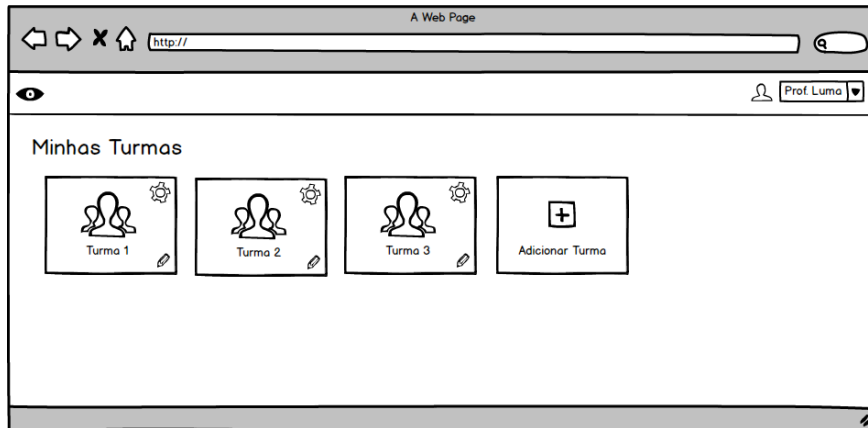 A Web Page
http://
Prof. Luma
Minhas Turmas
Turma 1
Turma 2
Turma 3
Adicionar Turma